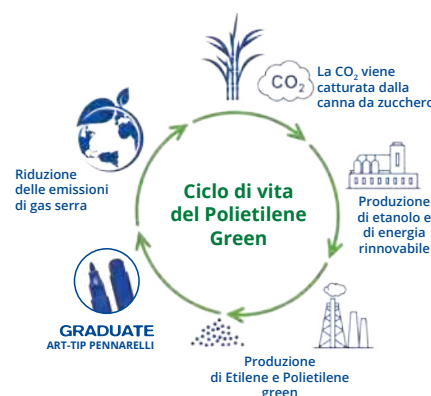 CO₂
La CO₂ viene
catturata dalla
canna da zucchero
Produzione
di etanolo e
di energia
rinnovabile
Produzione
di Etilene e Polietilene
green
GRADUATE
ART-TIP PENNARELLI
Riduzione
delle emissioni
di gas serra
Ciclo di vita
del Polietilene
Green